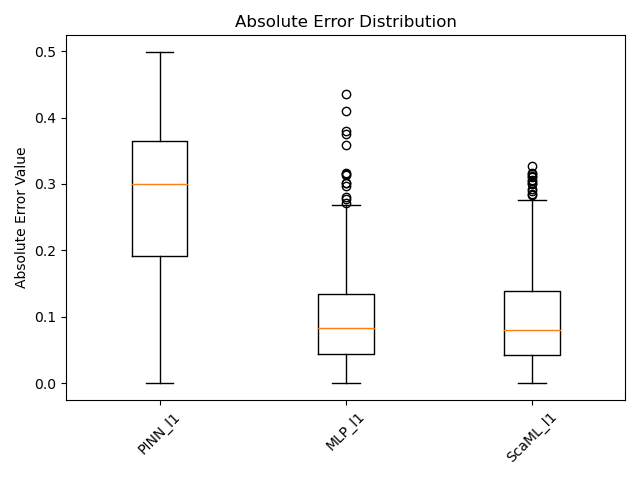 Absolute Error Distribution
Absolute Error Value
0.5
0.4
0.3
0.2
0.1
0.0
PINN_l1
MLP_l1
ScaML_l1